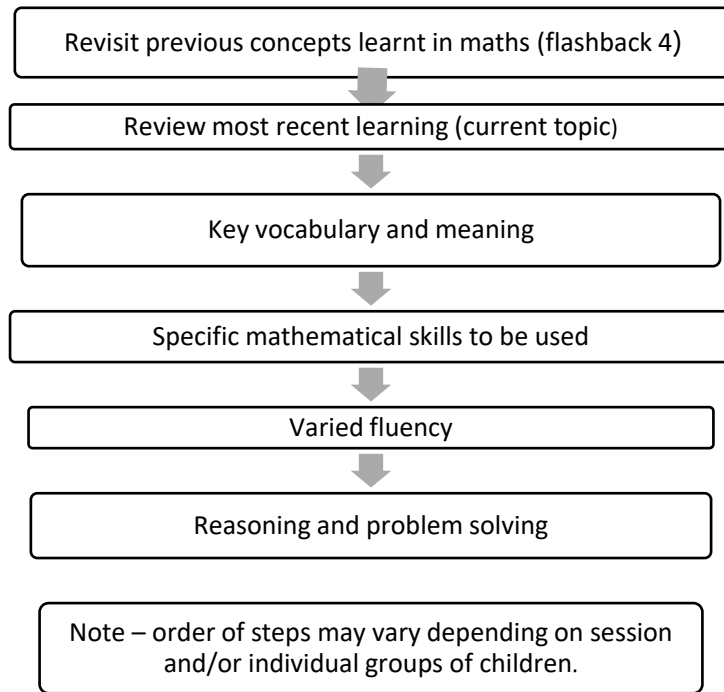 Revisit previous concepts learnt in maths (flashback 4)
Review most recent learning (current topic)
Key vocabulary and meaning
Specific mathematical skills to be used
Varied fluency
Reasoning and problem solving
Note – order of steps may vary depending on session
and/or individual groups of children.